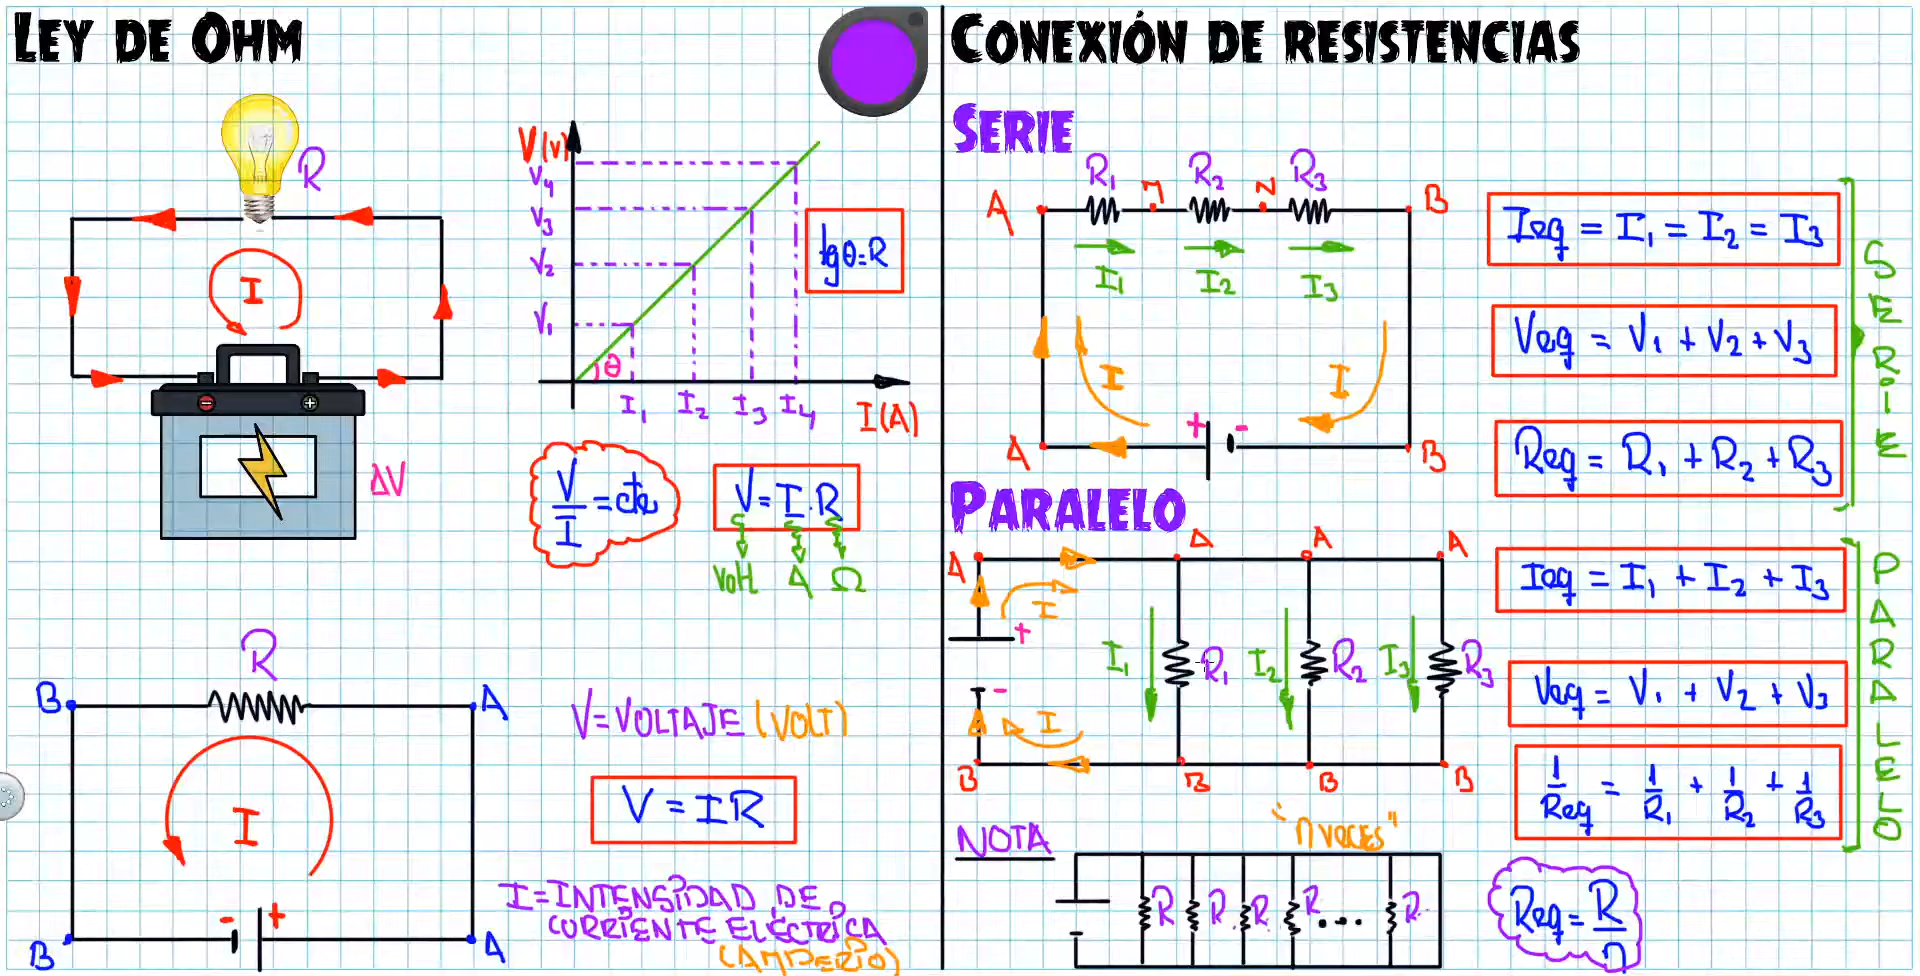 LEY DE OHM
R
I
ΔV
V(v)
V4
V3
V2
V1
θ
I1 I2 I3 I4
I(A)
tgθ=R
V/I = cte
V = I.R
Volt A Ω
R
B A
I
- +
B A
V=VOLTAJE (VOLT)
V = IR
I=INTENSIDAD DE
CORRIENTE ELÉCTRICA
(AMPERIO)
CONEXIÓN DE RESISTENCIAS
SERIE
R1 R2 R3
A M N B
I1 I2 I3
I I
+ -
A B
Ieq = I1 = I2 = I3
Veq = V1 + V2 + V3
Req = R1 + R2 + R3
SERIE
PARALELO
A A A A
I
+
I1 R1 I2 R2 I3 R3
-
I
B B B B
Ieq = I1 + I2 + I3
Veq = V1 + V2 + V3
1/Req = 1/R1 + 1/R2 + 1/R3
PARALELO
NOTA
"n VECES"
R R R R ... R
Req = R/n